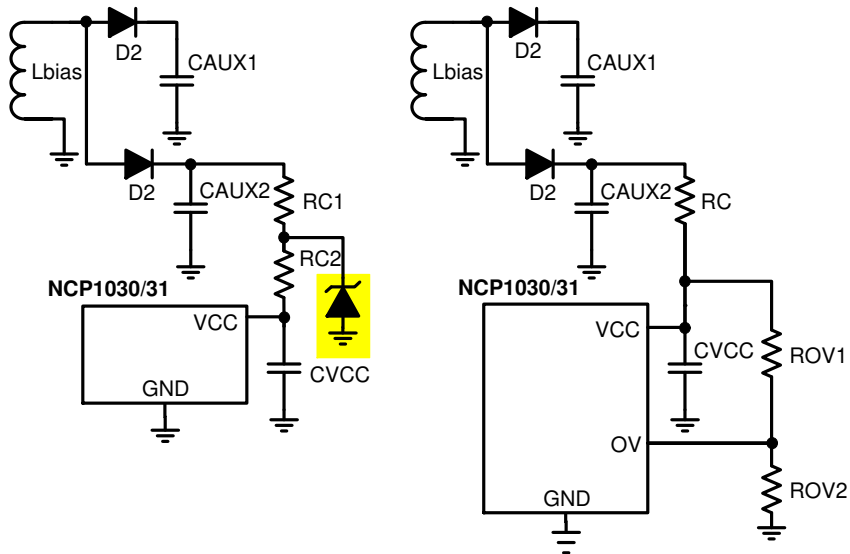 Lbias
D2
CAUX1
D2
CAUX2
RC1
RC2
NCP1030/31
VCC
GND
CVCC
Lbias
D2
CAUX1
D2
CAUX2
RC
NCP1030/31
VCC
CVCC
ROV1
OV
GND
ROV2